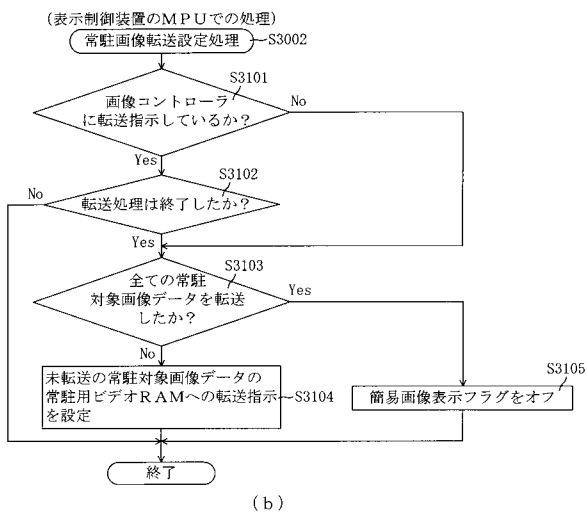 (表示制御装置のMPUでの処理)
常駐画像転送設定処理
S3002
S3101
画像コントローラ
に転送指示しているか?
No
Yes
S3102
No
転送処理は終了したか?
Yes
S3103
全ての常駐
対象画像データを転送
したか?
Yes
No
S3105
未転送の常駐対象画像データの
常駐用ビデオRAMへの転送指示
を設定
S3104
簡易画像表示フラグをオフ
終了
(b)